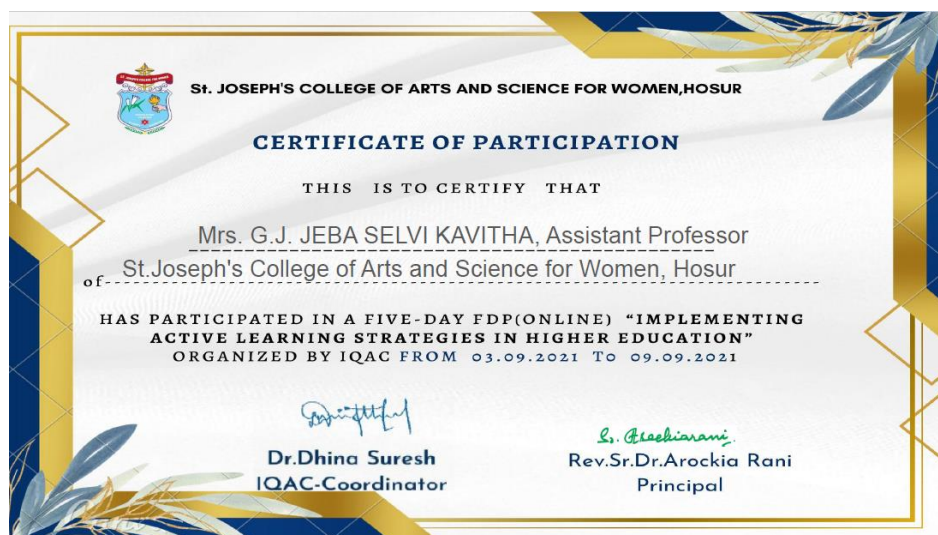 St. JOSEPH'S COLLEGE OF ARTS AND SCIENCE FOR WOMEN,HOSUR
CERTIFICATE OF PARTICIPATION
THIS IS TO CERTIFY THAT
Mrs. G.J. JEBA SELVI KAVITHA, Assistant Professor
of St.Joseph's College of Arts and Science for Women, Hosur
HAS PARTICIPATED IN A FIVE-DAY FDP(ONLINE) “IMPLEMENTING
ACTIVE LEARNING STRATEGIES IN HIGHER EDUCATION”
ORGANIZED BY IQAC FROM 03.09.2021 To 09.09.2021
Dr.Dhina Suresh
IQAC-Coordinator
Rev.Sr.Dr.Arockia Rani
Principal